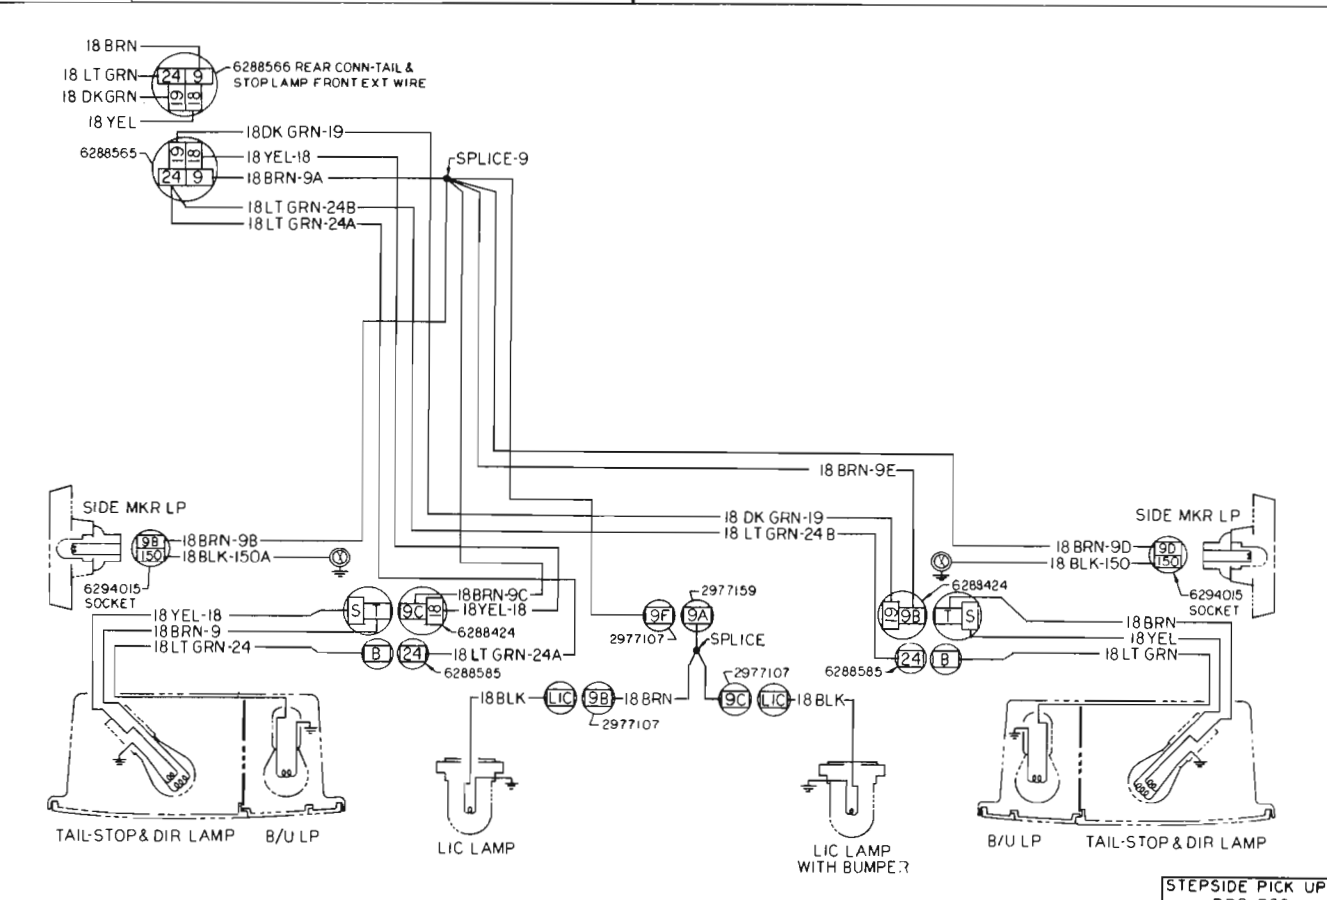 18 BRN
18 LT GRN 24 9
18 DK GRN 19 18
18 YEL
6288566 REAR CONN-TAIL &
STOP LAMP FRONT EXT WIRE
6288565
19 18
24 9
18DK GRN-19
18 YEL-18
18 BRN-9A
18 LT GRN-24B
18 LT GRN-24A
SPLICE-9
18 BRN-9E
18 DK GRN-19
18 LT GRN-24B
SIDE MKR LP
9B
150
18 BRN-9B
18 BLK-150A
6294015
SOCKET
SIDE MKR LP
18 BRN-9D
18 BLK-150
9D
150
6294015
SOCKET
18 YEL-18
18 BRN-9
18 LT GRN-24
S T
9C 18
18 BRN-9C
18 YEL-18
6288424
B 24
18 LT GRN-24A
6288585
9F 9A
2977159
2977107
SPLICE
19 9B
6288424
T S
18 BRN
18 YEL
18 LT GRN
24 B
6288585
18 BLK
LIC 9B
18 BRN
2977107
2977107
9C LIC
18 BLK
TAIL-STOP & DIR LAMP
B/U LP
LIC LAMP
LIC LAMP
WITH BUMPER
B/U LP
TAIL-STOP & DIR LAMP
STEPSIDE PICK UP